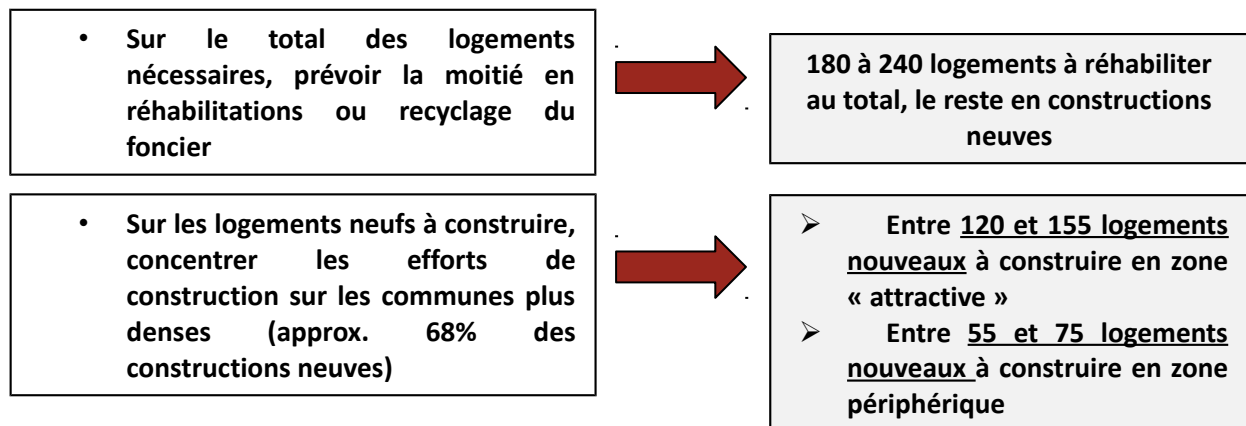 • Sur le total des logements
nécessaires, prévoir la moitié en
réhabilitations ou recyclage du
foncier
180 à 240 logements à réhabiliter
au total, le reste en constructions
neuves
• Sur les logements neufs à construire,
concentrer les efforts de
construction sur les communes plus
denses (approx. 68% des
constructions neuves)
➢ Entre 120 et 155 logements
nouveaux à construire en zone
« attractive »
➢ Entre 55 et 75 logements
nouveaux à construire en zone
périphérique